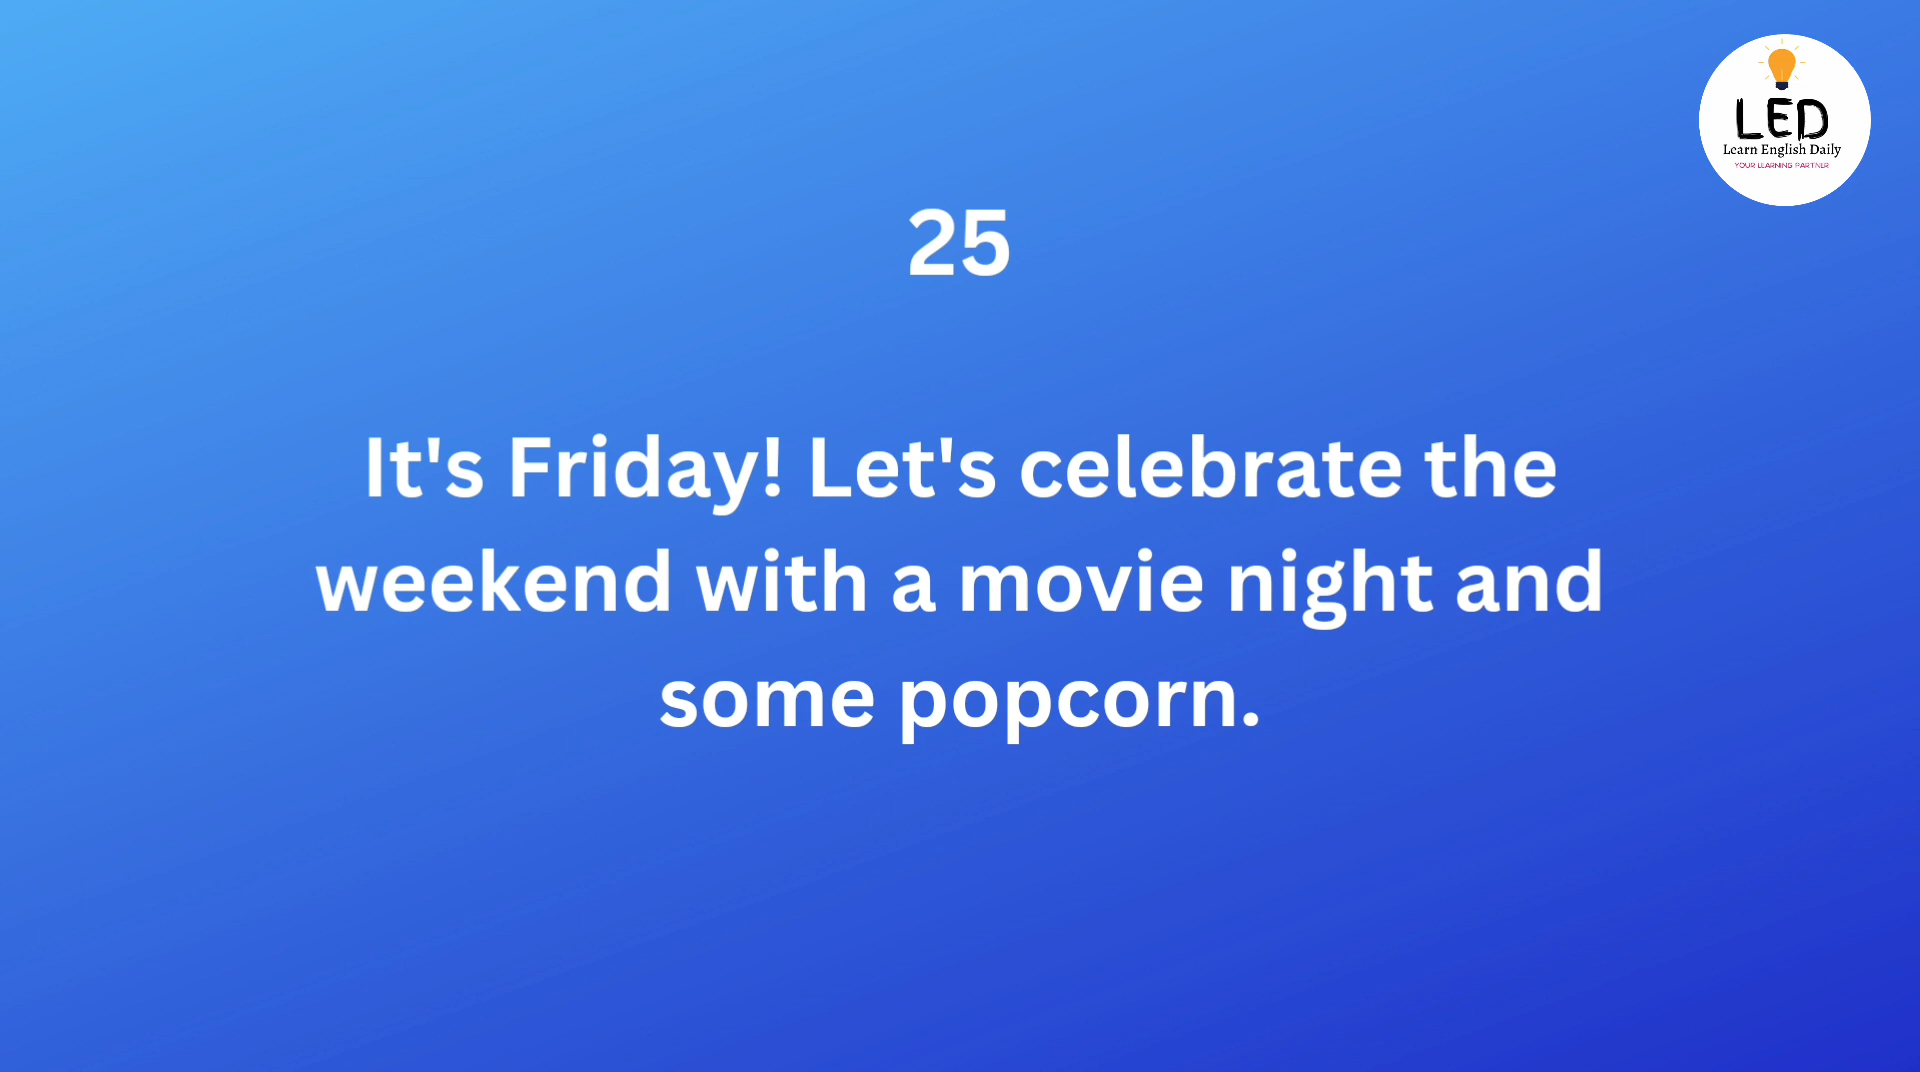 LED
Learn English Daily
YOUR LEARNING PARTNER
25
It's Friday! Let's celebrate the
weekend with a movie night and
some popcorn.